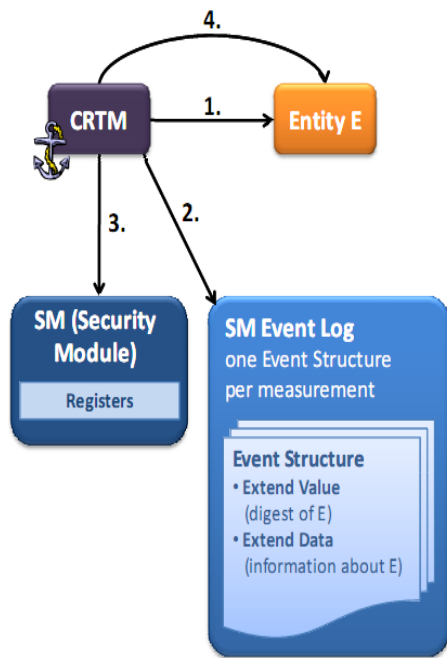 4.
CRTM
1.
Entity E
3.
2.
SM (Security
Module)
Registers
SM Event Log
one Event Structure
per measurement
Event Structure
• Extend Value
(digest of E)
• Extend Data
(information about E)